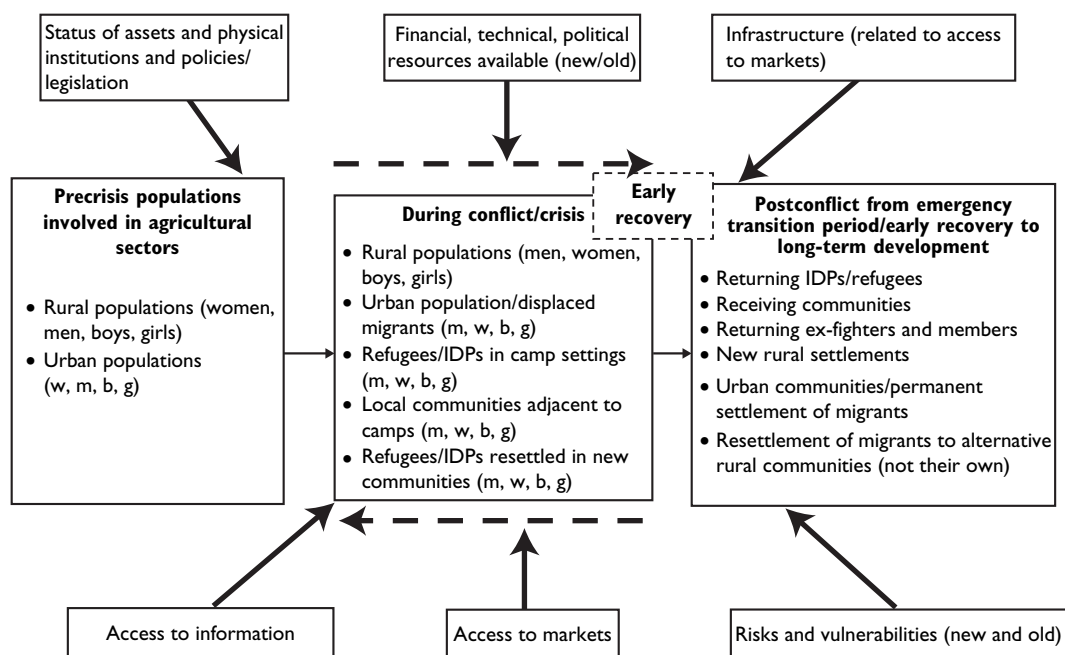 Status of assets and physical
institutions and policies/
legislation
Financial, technical, political
resources available (new/old)
Infrastructure (related to access
to markets)
Precrisis populations
involved in agricultural
sectors
• Rural populations (women,
men, boys, girls)
• Urban populations
(w, m, b, g)
During conflict/crisis
• Rural populations (men, women,
boys, girls)
• Urban population/displaced
migrants (m, w, b, g)
• Refugees/IDPs in camp settings
(m, w, b, g)
• Local communities adjacent to
camps (m, w, b, g)
• Refugees/IDPs resettled in new
communities (m, w, b, g)
Early
recovery
Postconflict from emergency
transition period/early recovery to
long-term development
• Returning IDPs/refugees
• Receiving communities
• Returning ex-fighters and members
• New rural settlements
• Urban communities/permanent
settlement of migrants
• Resettlement of migrants to alternative
rural communities (not their own)
Access to information
Access to markets
Risks and vulnerabilities (new and old)